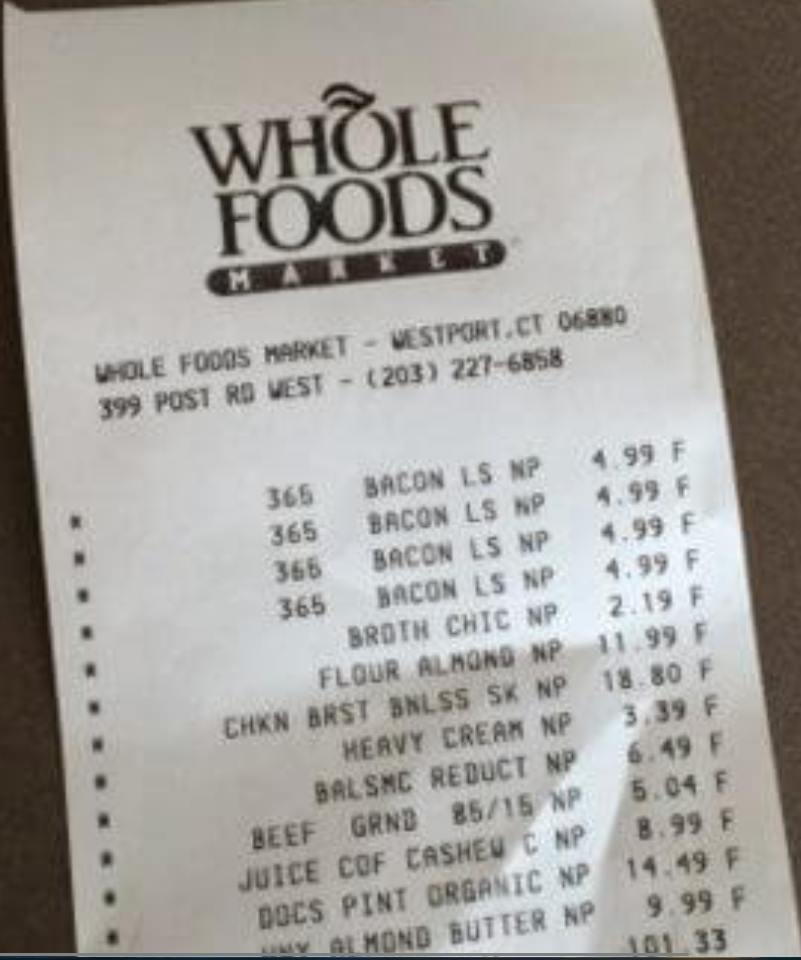 WHOLE
FOODS
MARKET
WHOLE FOODS MARKET - WESTPORT,CT 06880
399 POST RD WEST - (203) 227-6858
* 365 BACON LS NP 4.99 F
* 365 BACON LS NP 4.99 F
* 365 BACON LS NP 4.99 F
* 365 BACON LS NP 4.99 F
* BROTH CHIC NP 2.19 F
* FLOUR ALMOND NP 11.99 F
* CHKN BRST BNLSS SK NP 18.80 F
* HEAVY CREAM NP 3.39 F
* BALSMC REDUCT NP 6.49 F
* BEEF GRND 85/15 NP 5.04 F
* JUICE COF CASHEW C NP 8.99 F
* DOCS PINT ORGANIC NP 14.49 F
ALMOND BUTTER NP 9.99 F
101.33